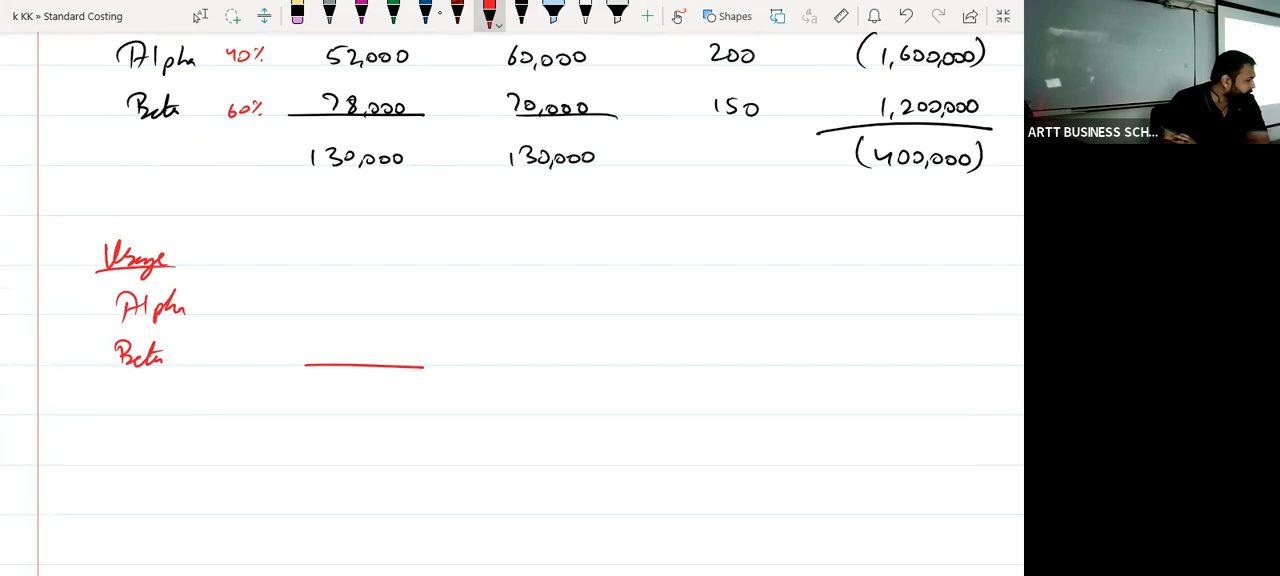 k KK » Standard Costing
Shapes
Alpha 40% 52,000 60,000 200 (1,600,000)
Beta 60% 78,000 70,000 150 1,200,000
130,000 130,000 (400,000)
ARTT BUSINESS SCH...
Usage
Alpha
Beta